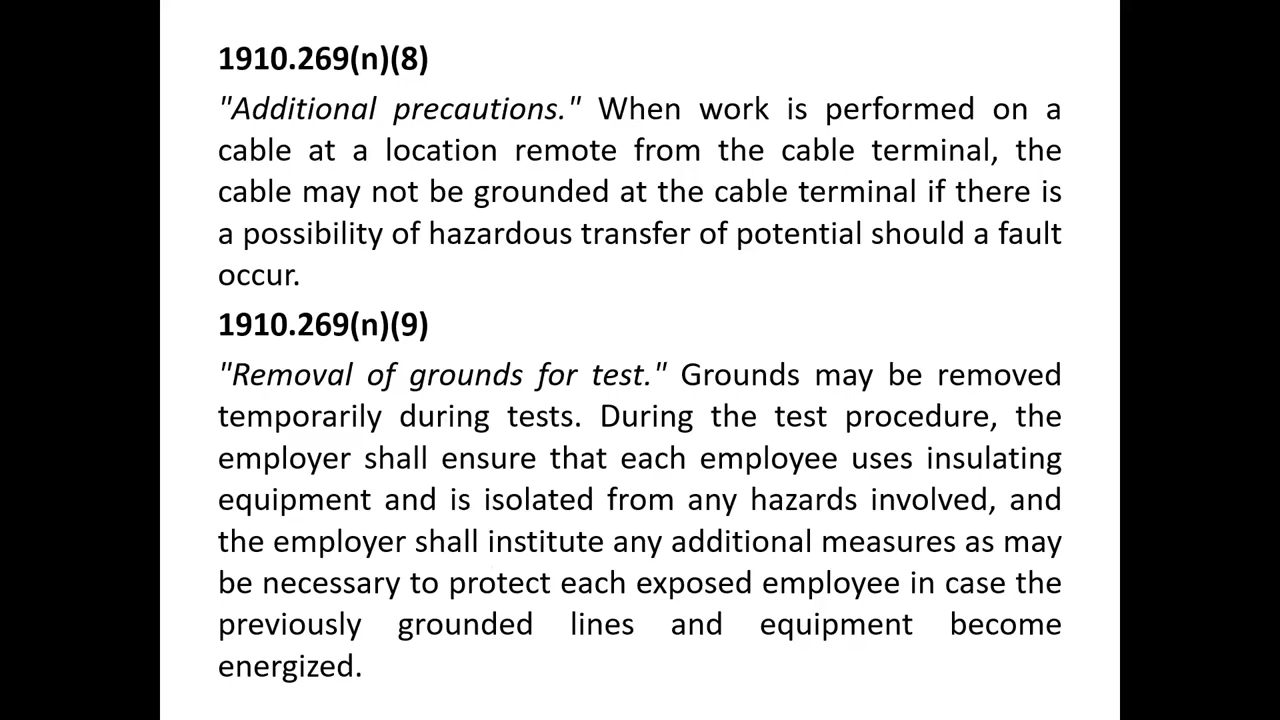 1910.269(n)(8)
"Additional precautions." When work is performed on a
cable at a location remote from the cable terminal, the
cable may not be grounded at the cable terminal if there is
a possibility of hazardous transfer of potential should a fault
occur.
1910.269(n)(9)
"Removal of grounds for test." Grounds may be removed
temporarily during tests. During the test procedure, the
employer shall ensure that each employee uses insulating
equipment and is isolated from any hazards involved, and
the employer shall institute any additional measures as may
be necessary to protect each exposed employee in case the
previously grounded lines and equipment become
energized.